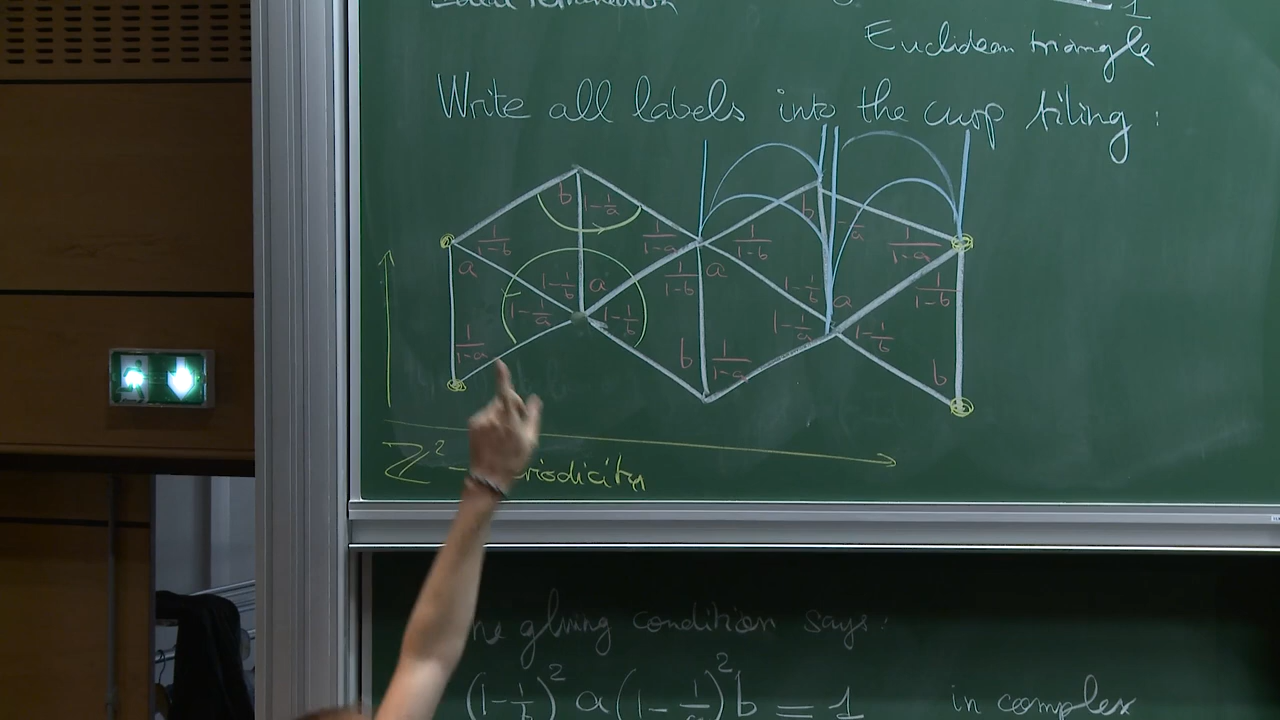 1
Euclidean triangle
Write all labels into the cusp tiling :
b 1-1/a b 1-1/a
1/(1-b) 1/(1-a) 1/(1-b) 1/(1-a)
a 1-1/b a 1/(1-b) a 1-1/b a 1/(1-b)
1-1/a 1-1/b 1-1/a 1-1/b
1/(1-a) b 1/(1-a) b
ℤ² -
gluing condition says:
(1-1/b)² a (1-1/a)² b = 1 in complex